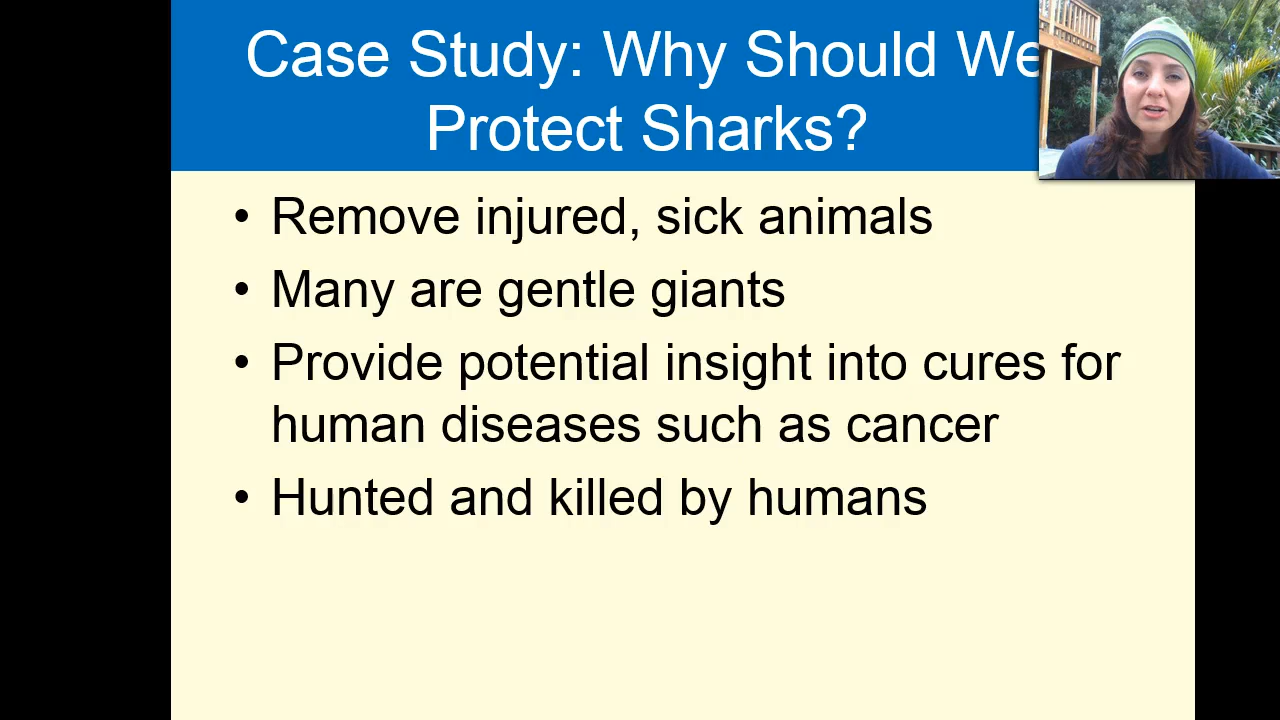 Case Study: Why Should We
Protect Sharks?
• Remove injured, sick animals
• Many are gentle giants
• Provide potential insight into cures for
human diseases such as cancer
• Hunted and killed by humans